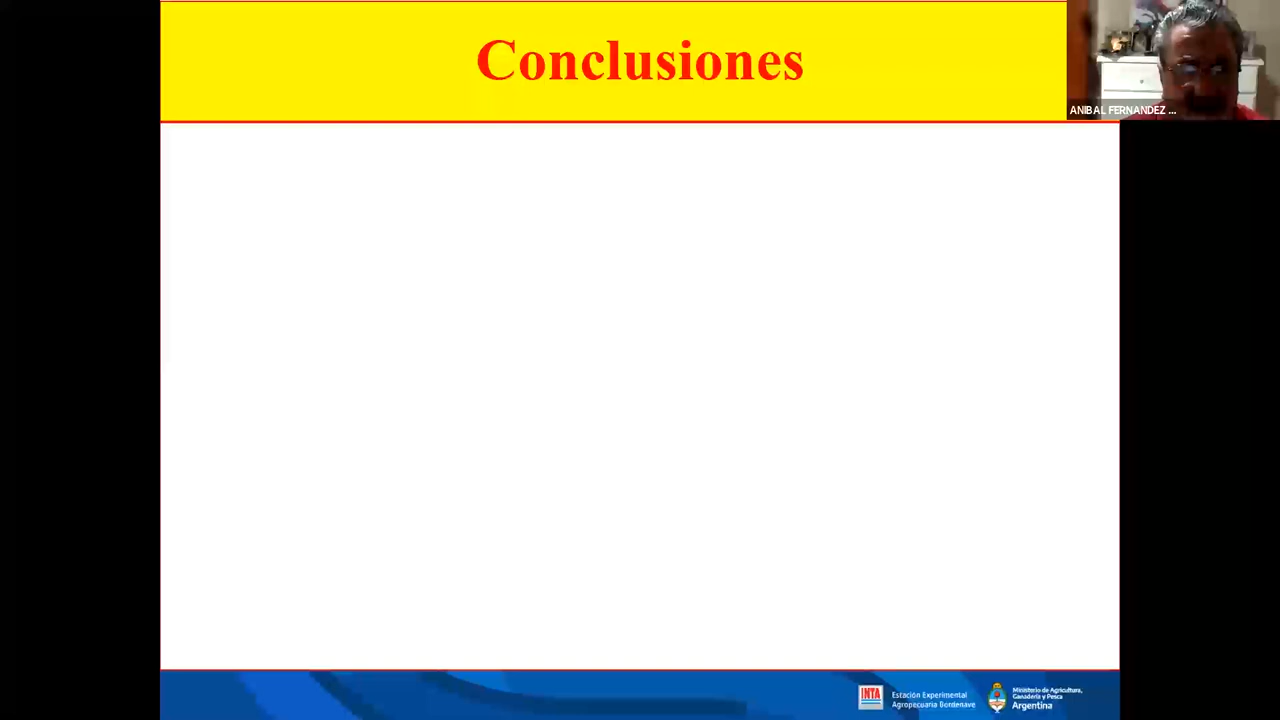 Conclusiones
ANIBAL FERNANDEZ ...
INTA
Estación Experimental
Agropecuaria Bordenave
Ministerio de Agricultura,
Ganadería y Pesca
Argentina